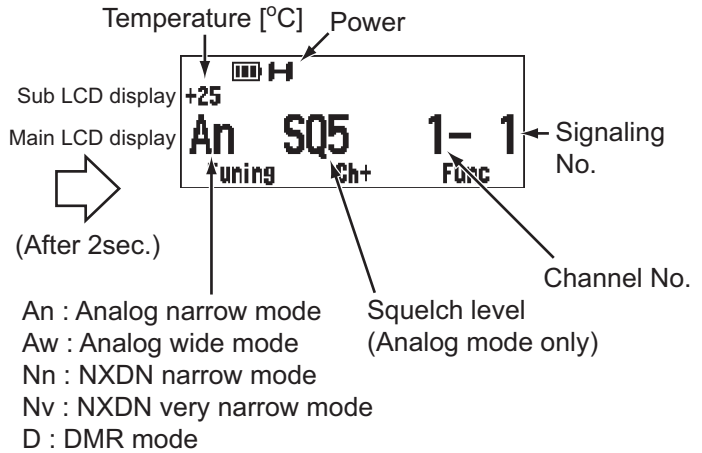 Temperature [°C]
Power
Sub LCD display
+25
Main LCD display
An SQ5 1- 1
Signaling
No.
Tuning Ch+ Func
(After 2sec.)
Channel No.
An : Analog narrow mode
Aw : Analog wide mode
Nn : NXDN narrow mode
Nv : NXDN very narrow mode
D : DMR mode
Squelch level
(Analog mode only)